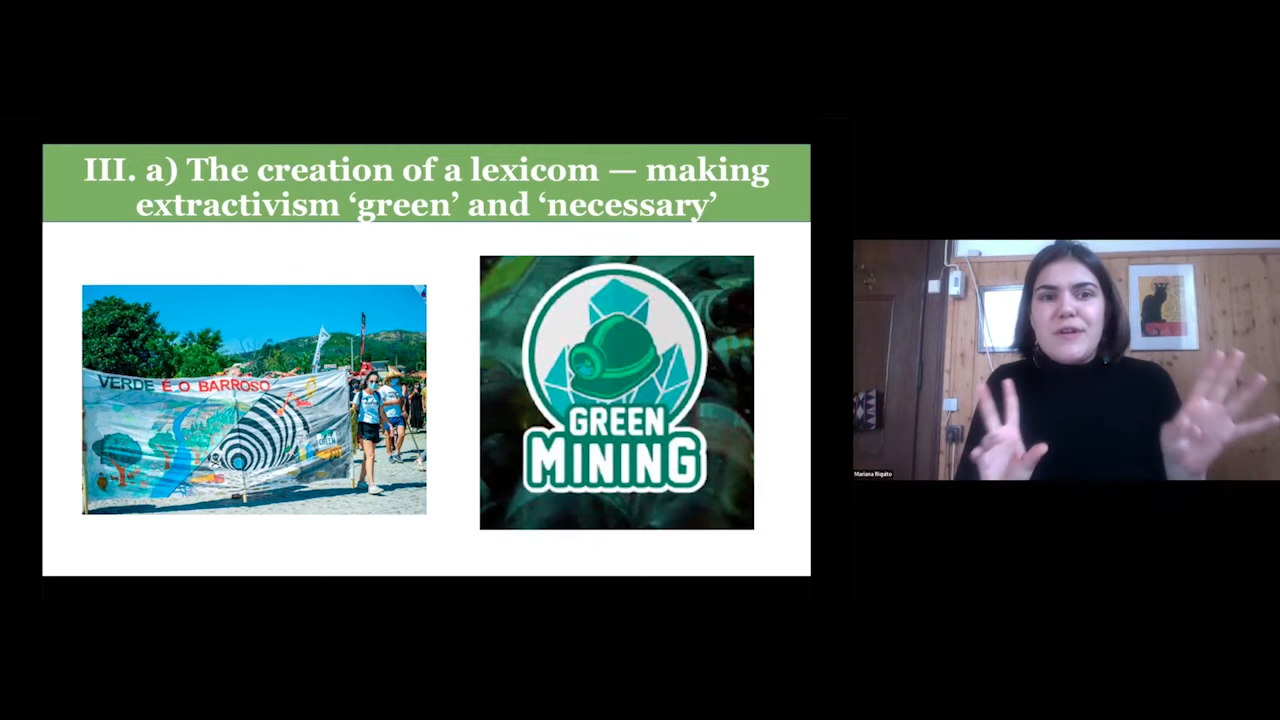 III. a) The creation of a lexicom — making
extractivism ‘green’ and ‘necessary’
VERDE É O BARROSO
GREEN
MINING
Mariana Riquito